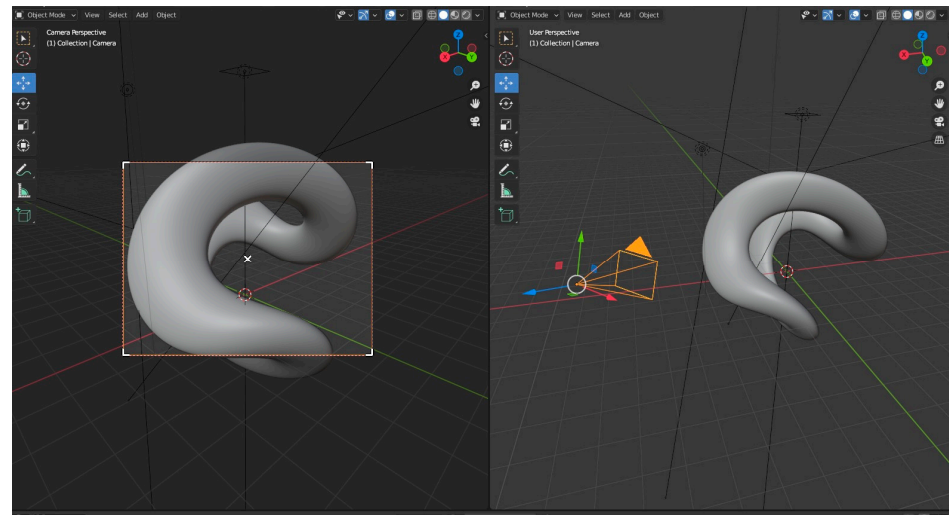 Object Mode View Select Add Object
Camera Perspective
(1) Collection | Camera
Z
X
Y
Object Mode View Select Add Object
User Perspective
(1) Collection | Camera
Z
X
Y